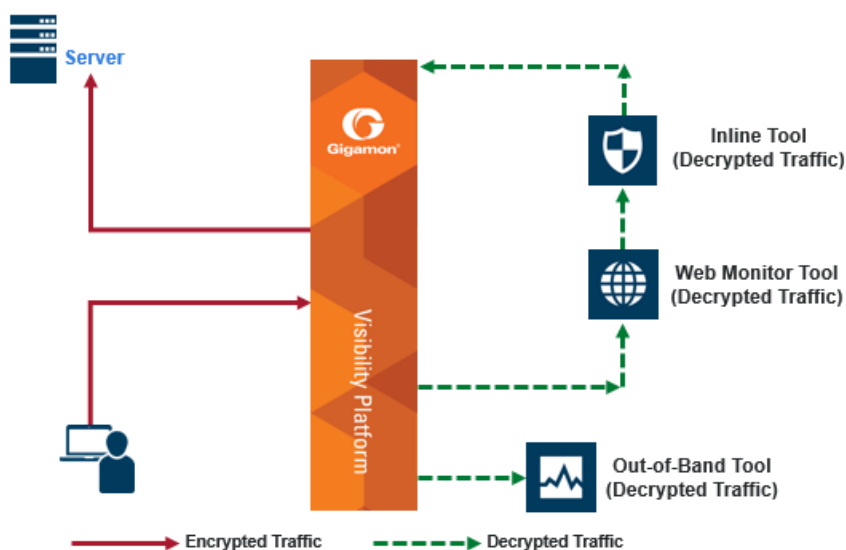 Server
Gigamon®
Inline Tool
(Decrypted Traffic)
Web Monitor Tool
(Decrypted Traffic)
Visibility Platform
Out-of-Band Tool
(Decrypted Traffic)
Encrypted Traffic
Decrypted Traffic